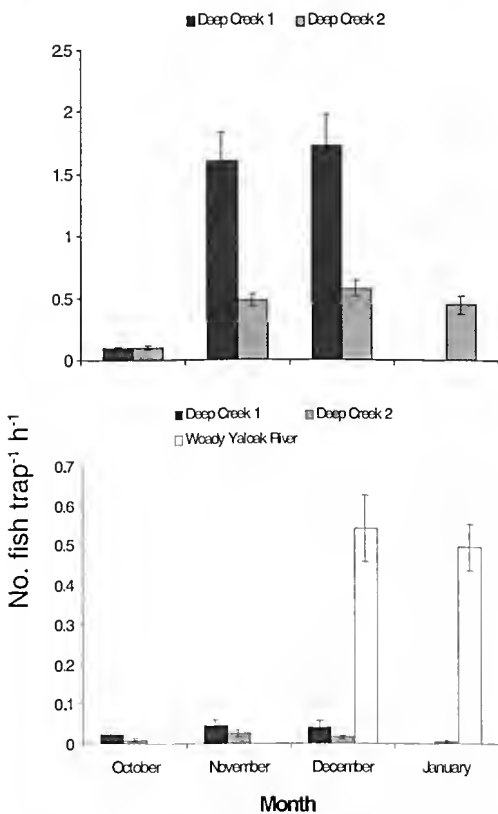 Deep Creek 1 Deep Creek 2
2.5
2
1.5
1
0.5
0
Deep Creek 1 Deep Creek 2
Woady Yaloak River
No. fish trap⁻¹ h⁻¹
0.7
0.6
0.5
0.4
0.3
0.2
0.1
0
October November December January
Month